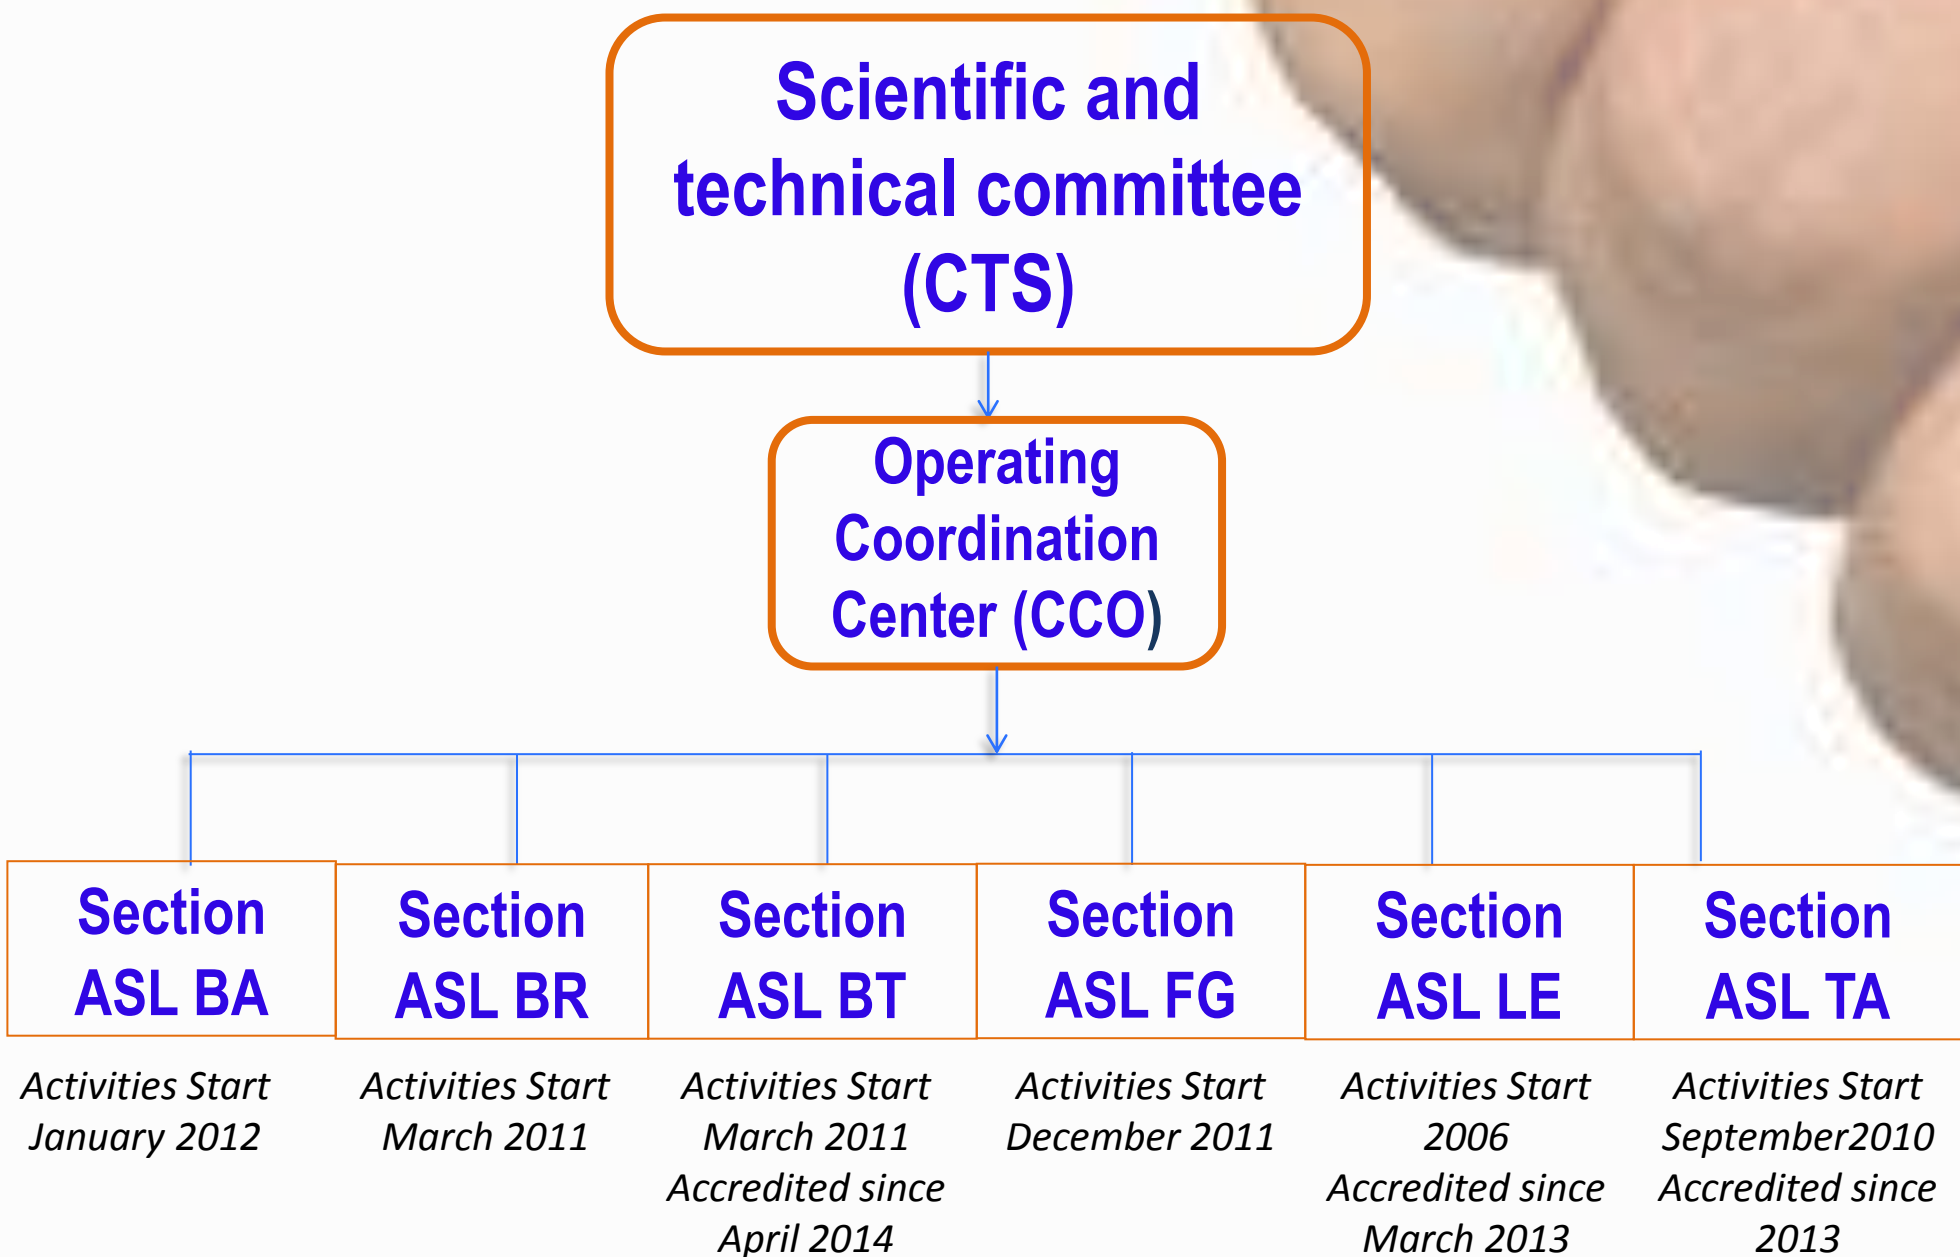 Scientific and
technical committee
(CTS)
Operating
Coordination
Center (CCO)
Section
ASL BA
Section
ASL BR
Section
ASL BT
Section
ASL FG
Section
ASL LE
Section
ASL TA
Activities Start
January 2012
Activities Start
March 2011
Activities Start
March 2011
Accredited since
April 2014
Activities Start
December 2011
Activities Start
2006
Accredited since
March 2013
Activities Start
September2010
Accredited since
2013